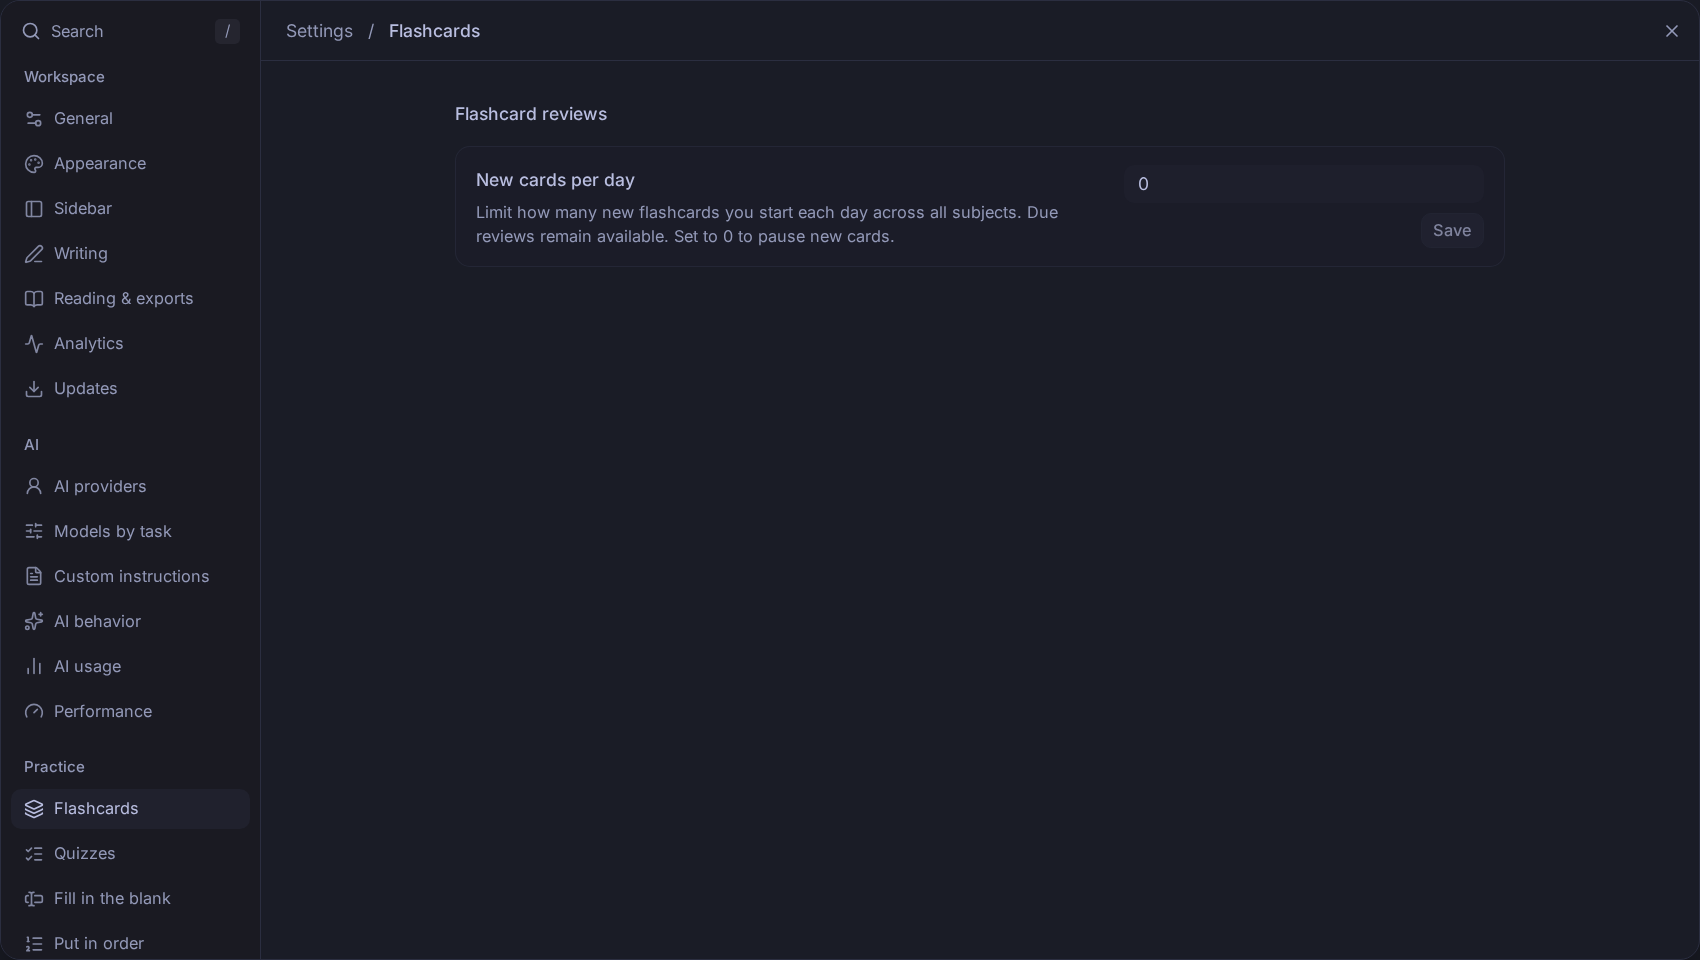 Search
/
Workspace
General
Appearance
Sidebar
Writing
Reading & exports
Analytics
Updates
AI
AI providers
Models by task
Custom instructions
AI behavior
AI usage
Performance
Practice
Flashcards
Quizzes
Fill in the blank
Put in order
Settings / Flashcards
Flashcard reviews
New cards per day
Limit how many new flashcards you start each day across all subjects. Due
reviews remain available. Set to 0 to pause new cards.
0
Save